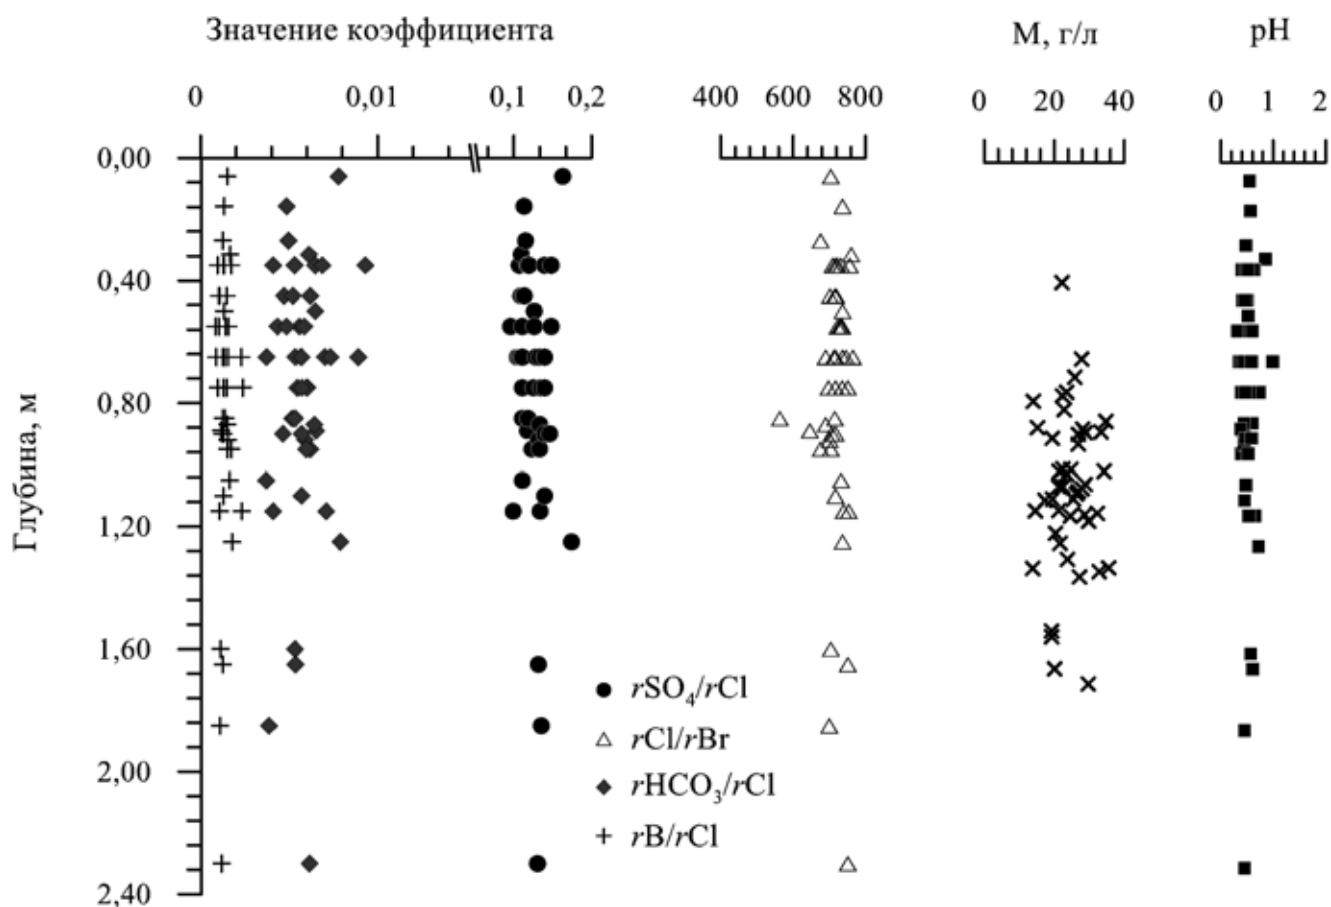 Значение коэффициента
М, г/л
pH
0 0,01 0,1 0,2 400 600 800 0 20 40 0 1 2
0,00
0,40
0,80
1,20
1,60
2,00
2,40
Глубина, м
rSO₄/rCl
rCl/rBr
rHCO₃/rCl
rB/rCl